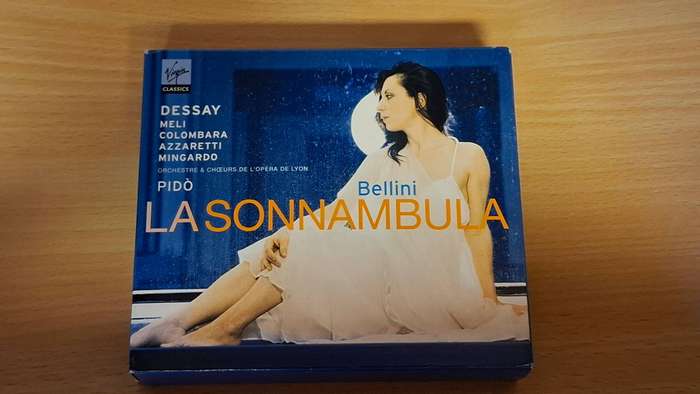 Virgin
CLASSICS
DESSAY
MELI
COLOMBARA
AZZARETTI
MINGARDO
ORCHESTRE & CHŒURS DE L'OPÉRA DE LYON
PIDÒ
Bellini
LA SONNAMBULA